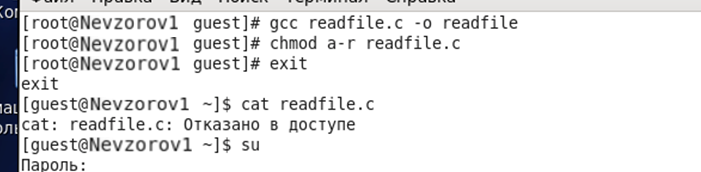 [root@Nevzorov1 guest]# gcc readfile.c -o readfile
[root@Nevzorov1 guest]# chmod a-r readfile.c
[root@Nevzorov1 guest]# exit
exit
[guest@Nevzorov1 ~]$ cat readfile.c
cat: readfile.c: Отказано в доступе
[guest@Nevzorov1 ~]$ su
Пароль: